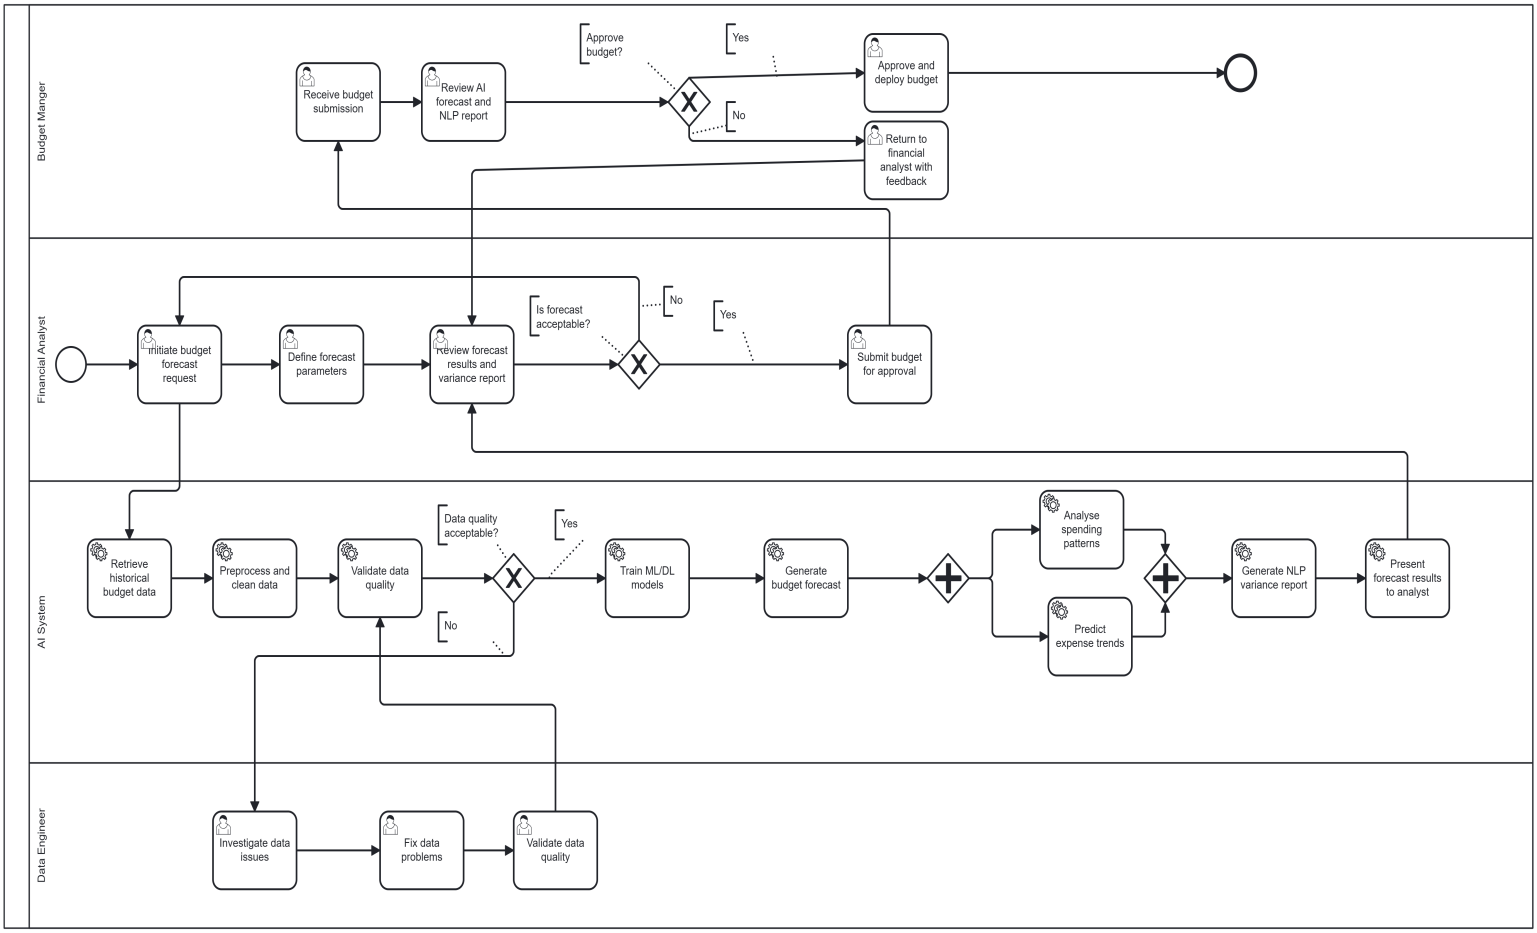 Budget Manger
Approve
budget?
Yes
No
Receive budget
submission
Review AI
forecast and
NLP report
Approve and
deploy budget
Return to
financial
analyst with
feedback
Financial Analyst
Initiate budget
forecast
request
Define forecast
parameters
Review forecast
results and
variance report
Is forecast
acceptable?
No
Yes
Submit budget
for approval
AI System
Retrieve
historical
budget data
Preprocess and
clean data
Validate data
quality
Data quality
acceptable?
Yes
No
Train ML/DL
models
Generate
budget forecast
Analyse
spending
patterns
Predict
expense trends
Generate NLP
variance report
Present
forecast results
to analyst
Data Engineer
Investigate data
issues
Fix data
problems
Validate data
quality